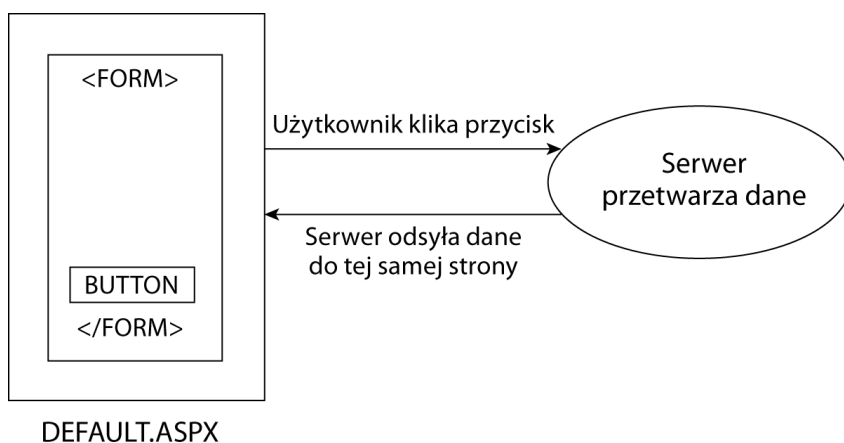 <FORM>
Użytkownik klika przycisk
Serwer
przetwarza dane
Serwer odsyła dane
do tej samej strony
BUTTON
</FORM>
DEFAULT.ASPX